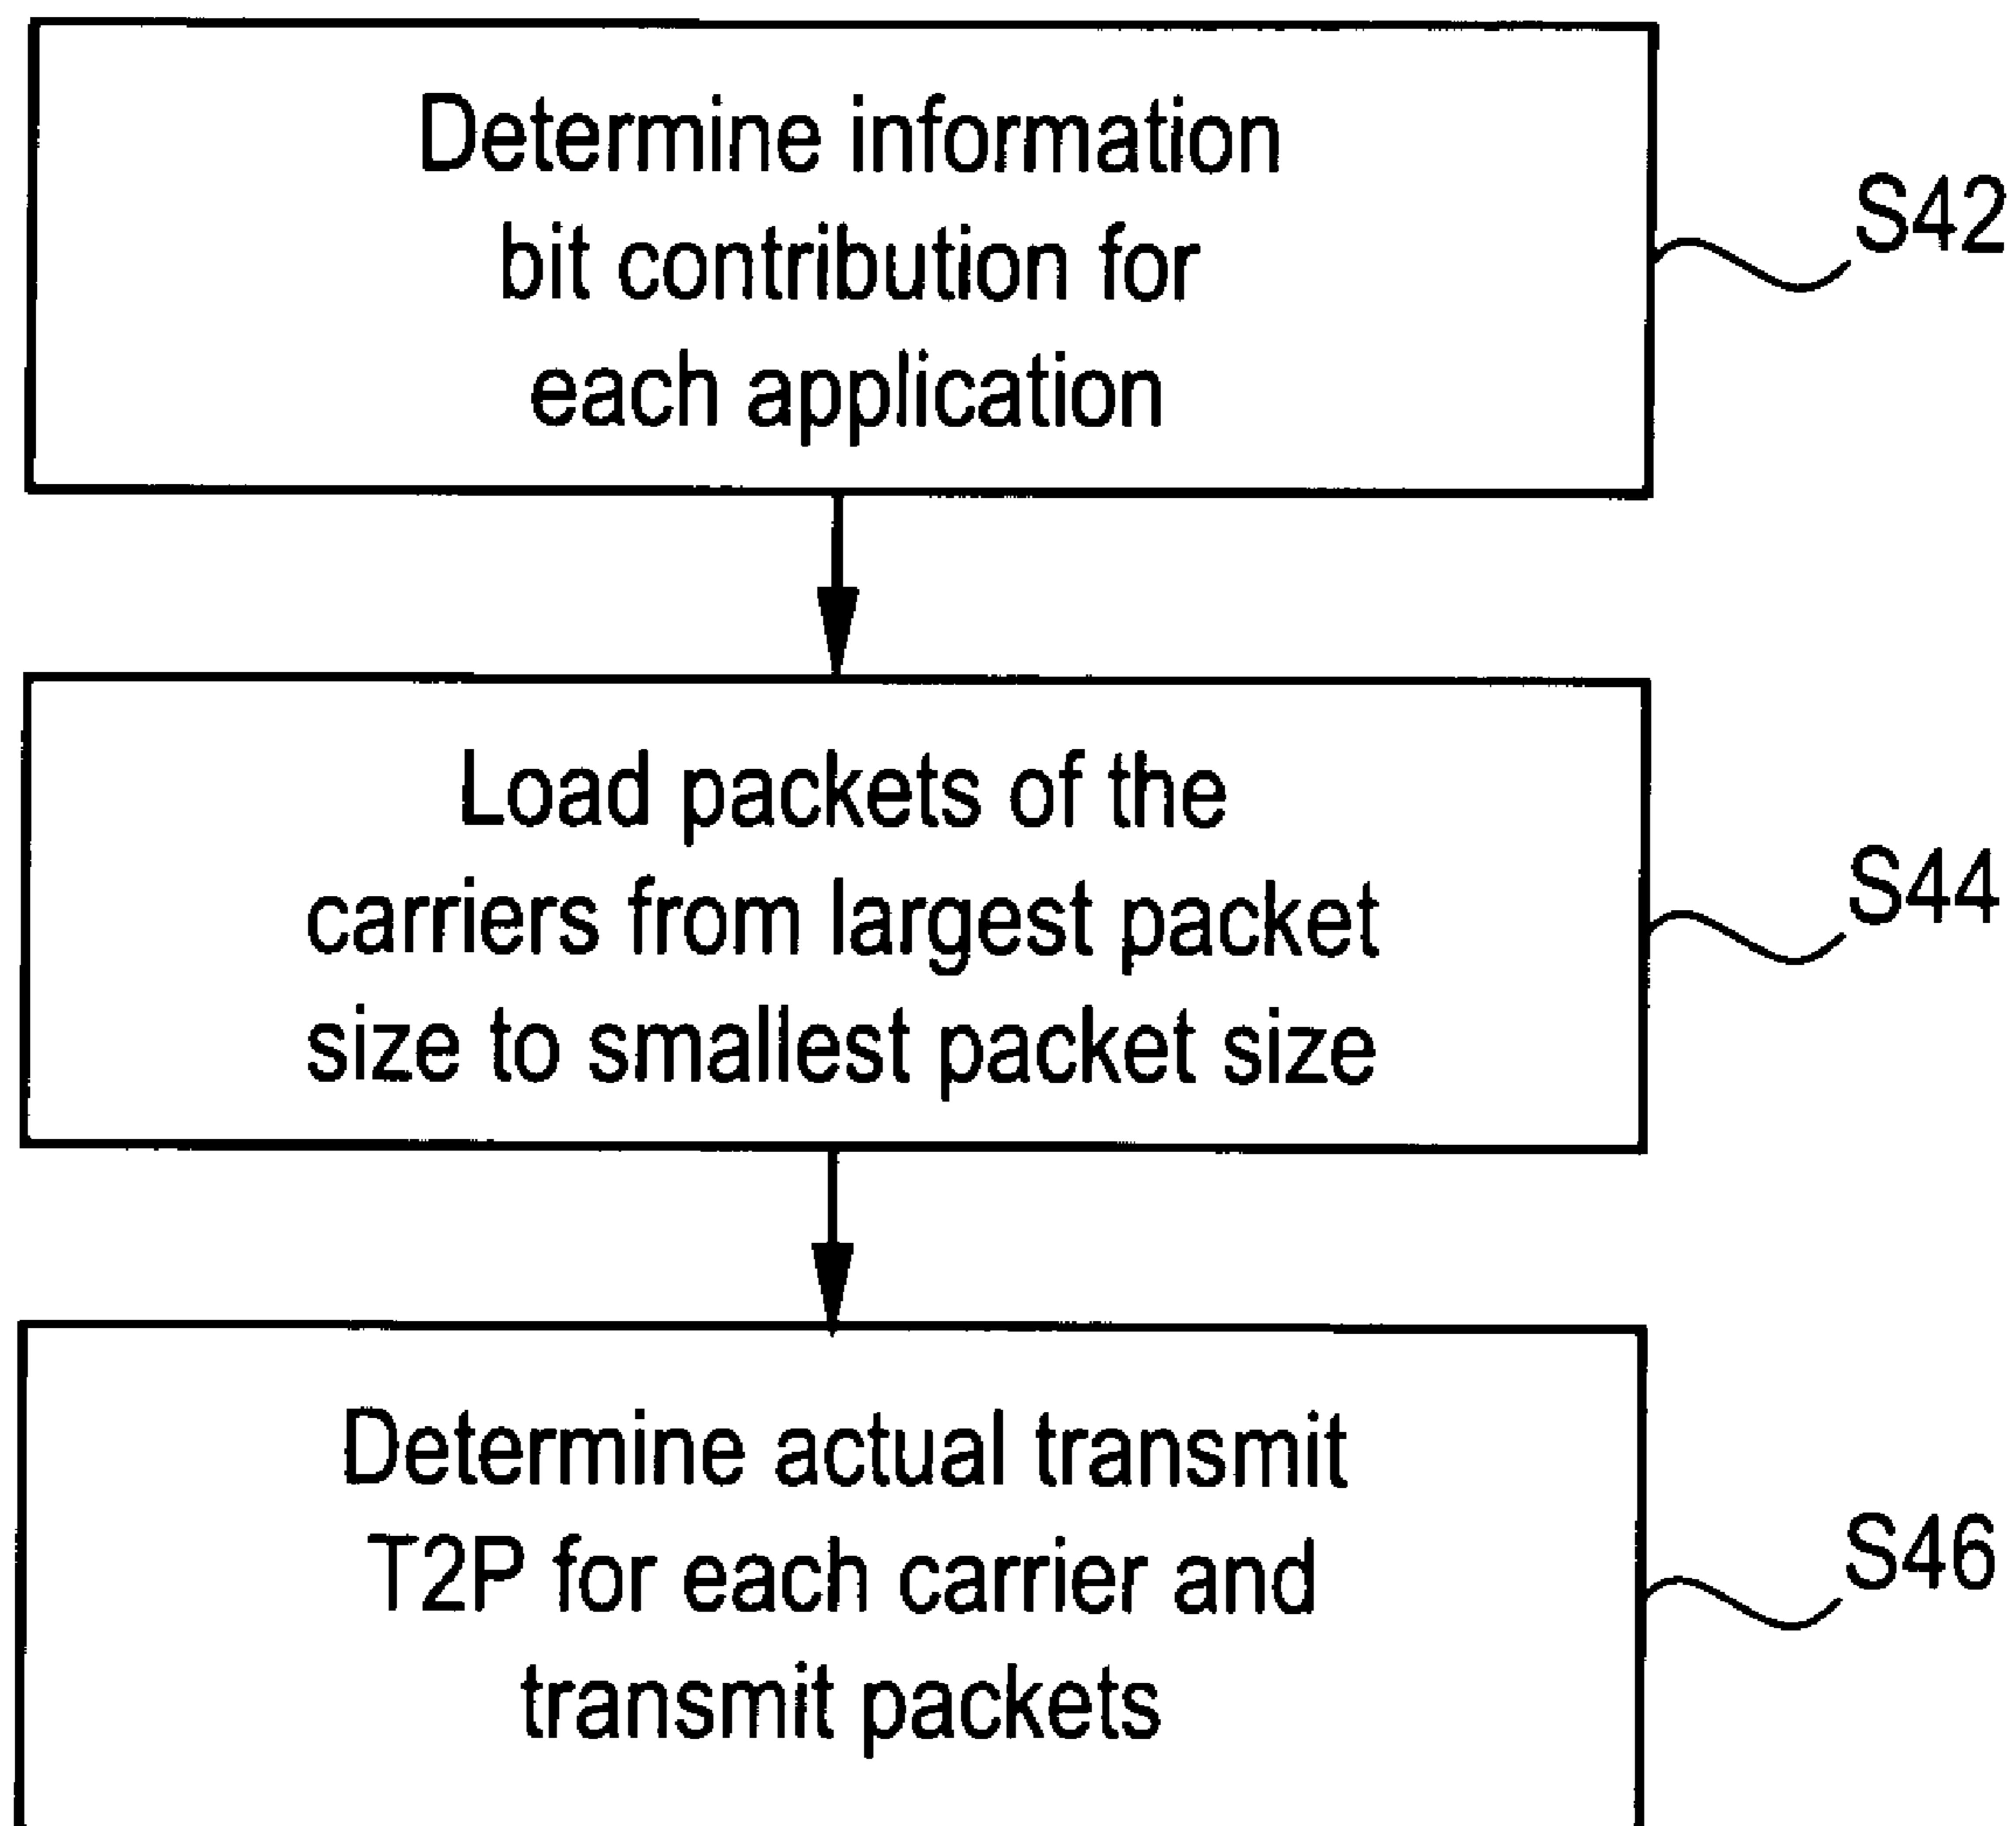 Determine information
bit contribution for
each application
S42
Load packets of the
carriers from largest packet
size to smallest packet size
S44
Determine actual transmit
T2P for each carrier and
transmit packets
S46